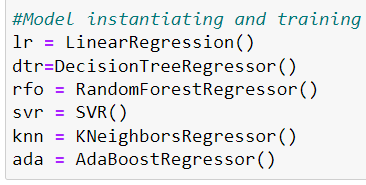 #Model instantiating and training
lr = LinearRegression()
dtr=DecisionTreeRegressor()
rfo = RandomForestRegressor()
svr = SVR()
knn = KNeighborsRegressor()
ada = AdaBoostRegressor()